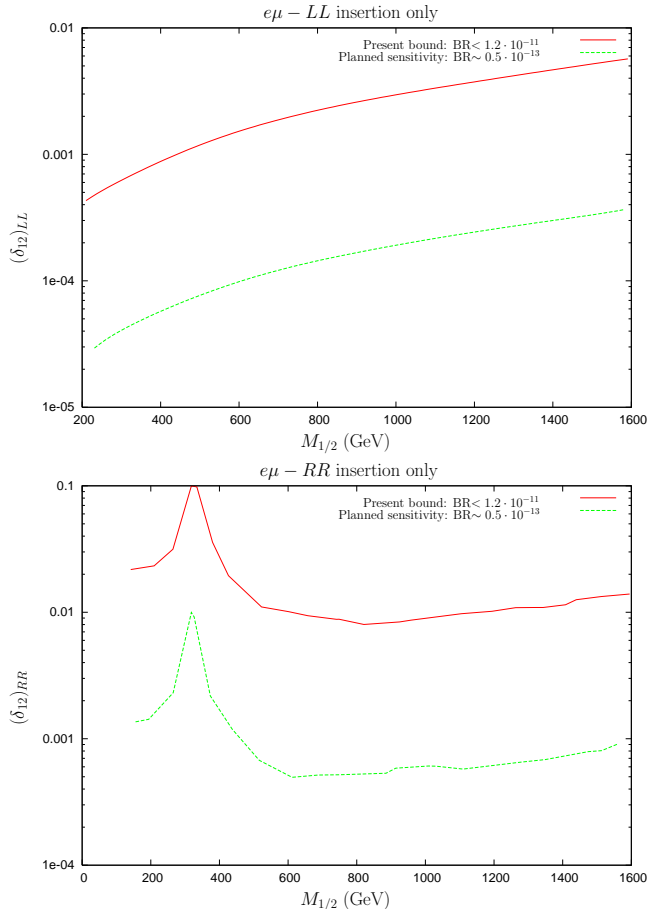 eμ − LL insertion only
Present bound: BR< 1.2 · 10⁻¹¹
Planned sensitivity: BR∼ 0.5 · 10⁻¹³
0.01
0.001
1e-04
1e-05
(δ₁₂)LL
200 400 600 800 1000 1200 1400 1600
M₁/₂ (GeV)
eμ − RR insertion only
Present bound: BR< 1.2 · 10⁻¹¹
Planned sensitivity: BR∼ 0.5 · 10⁻¹³
0.1
0.01
0.001
1e-04
(δ₁₂)RR
0 200 400 600 800 1000 1200 1400 1600
M₁/₂ (GeV)